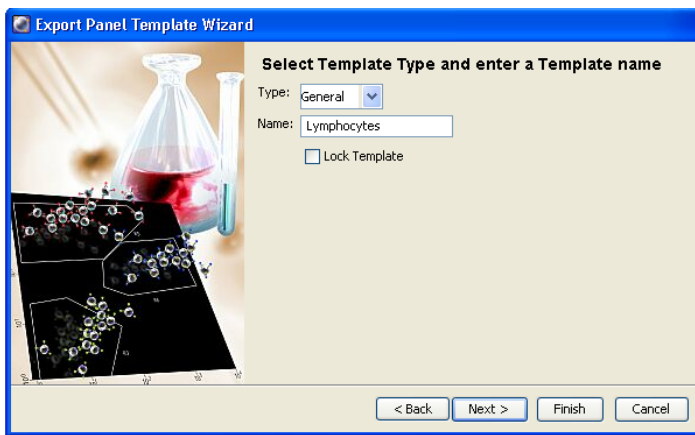 Export Panel Template Wizard
Select Template Type and enter a Template name
Type: General
Name: Lymphocytes
Lock Template
< Back Next > Finish Cancel